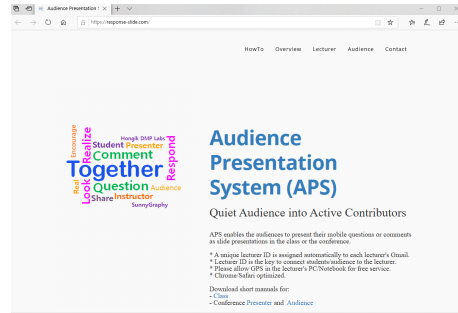 Audience Presentation S
https://response-slide.com/
HowTo Overview Lecturer Audience Contact
Encourage
Realize
Hongik DMP Labs
Student Presenter
Comment
Respond
Together
Real
Look
Question Audience
Share Instructor
SunnyGraphy
Audience
Presentation
System (APS)
Quiet Audience into Active Contributors
APS enables the audiences to present their mobile questions or comments
as slide presentations in the class or the conference.
* A unique lecturer ID is assigned automatically to each lecturer's Gmail.
* Lecturer ID is the key to connect students/audience to the lecturer.
* Please allow GPS in the lecturer's PC/Notebook for free service.
* Chrome/Safari optimized.
Download short manuals for:
- Class
- Conference Presenter and Audience